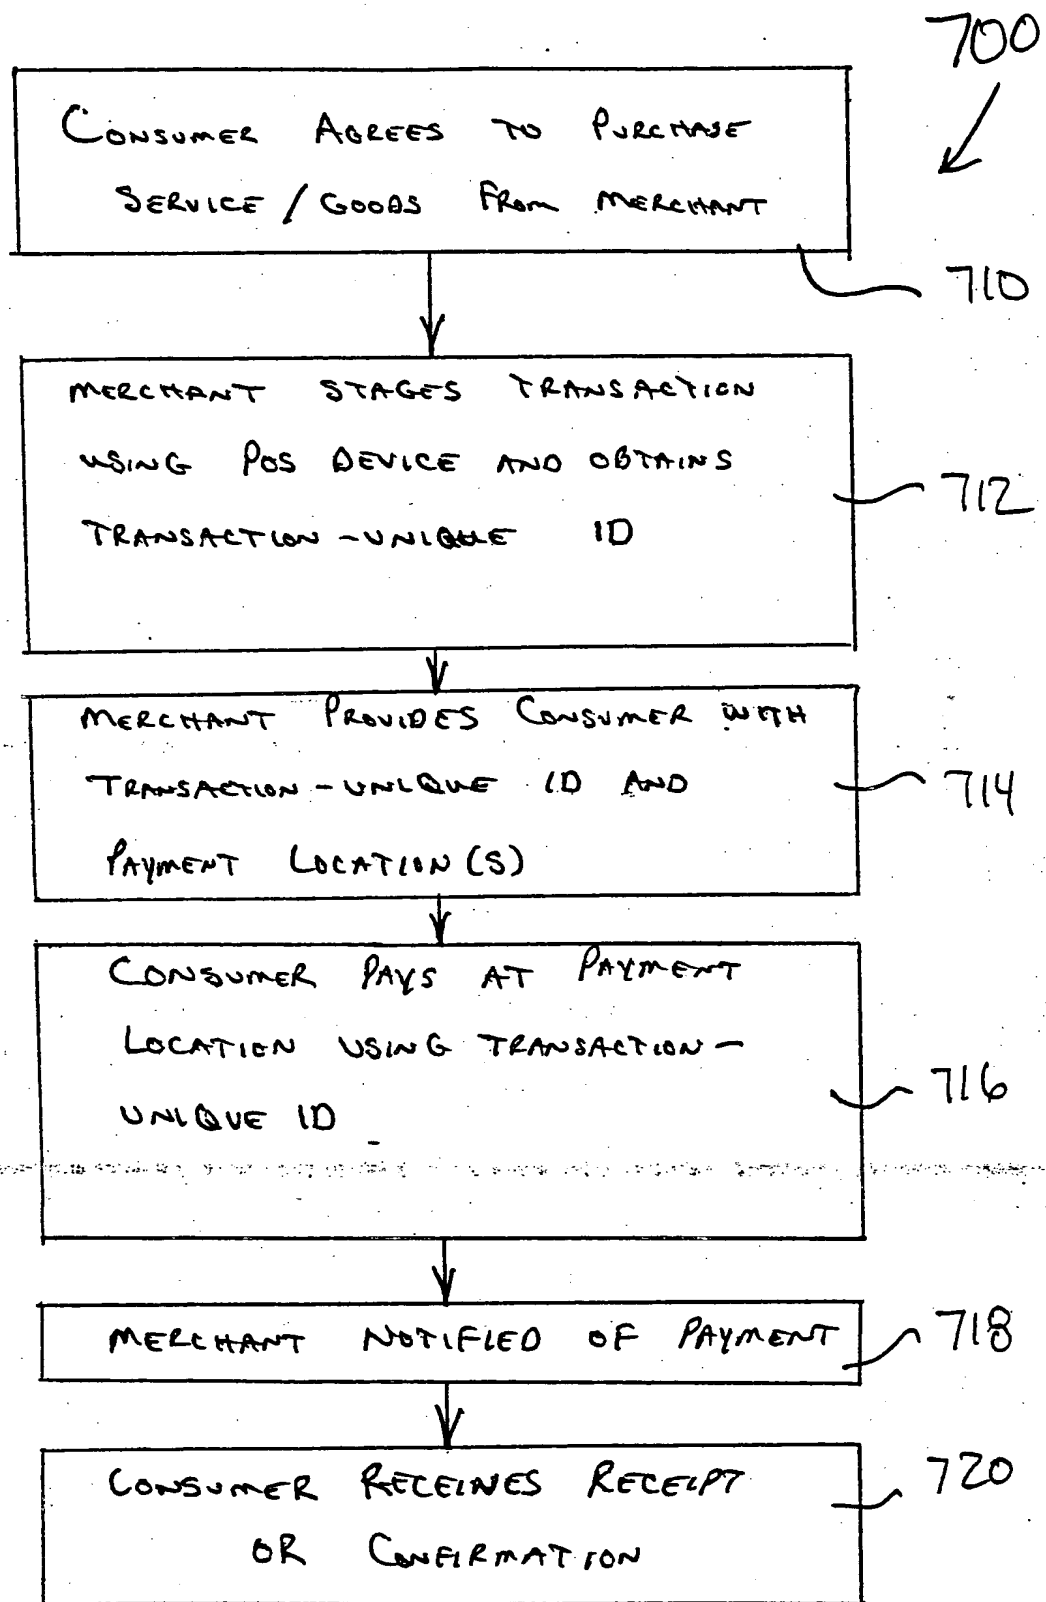 700
CONSUMER AGREES TO PURCHASE
SERVICE / GOODS FROM MERCHANT
710
MERCHANT STAGES TRANSACTION
USING POS DEVICE AND OBTAINS
TRANSACTION-UNIQUE ID
712
MERCHANT PROVIDES CONSUMER WITH
TRANSACTION-UNIQUE ID AND
PAYMENT LOCATION(S)
714
CONSUMER PAYS AT PAYMENT
LOCATION USING TRANSACTION-
UNIQUE ID
716
MERCHANT NOTIFIED OF PAYMENT
718
CONSUMER RECEIVES RECEIPT
OR CONFIRMATION
720